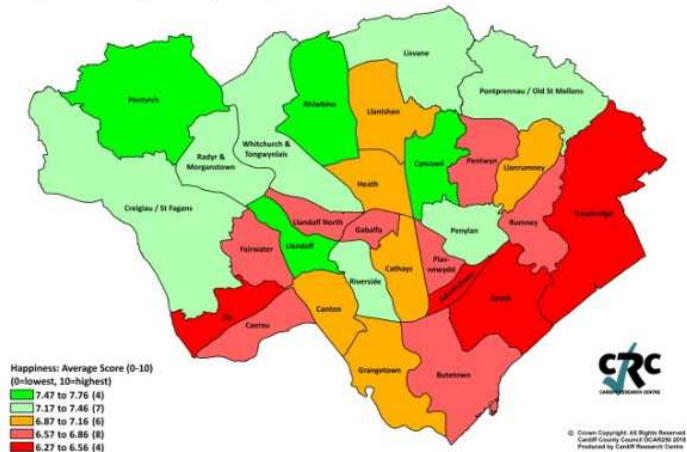 Lisvane
Pontprennau / Old St Mellons
Rhiwbina
Pentyrch
Llanishen
Whitchurch &
Tongwynlais
Cyncoed
Pentwyn
Llanrumney
Radyr &
Morganstown
Heath
Trowbridge
Creigiau / St Fagans
Llandaff North
Gabalfa
Rumney
Penylan
Llandaff
Fairwater
Plas-
newydd
Cathays
Riverside
Adamsdown
Splott
Ely
Canton
Caerau
Grangetown
Butetown
Happiness: Average Score (0-10)
(0=lowest, 10=highest)
7.47 to 7.76 (4)
7.17 to 7.46 (7)
6.87 to 7.16 (6)
6.57 to 6.86 (8)
6.27 to 6.56 (4)
CRC
CARDIFF RESEARCH CENTRE
© Crown Copyright: All Rights Reserved
Cardiff County Council
Produced by Cardiff Research Centre